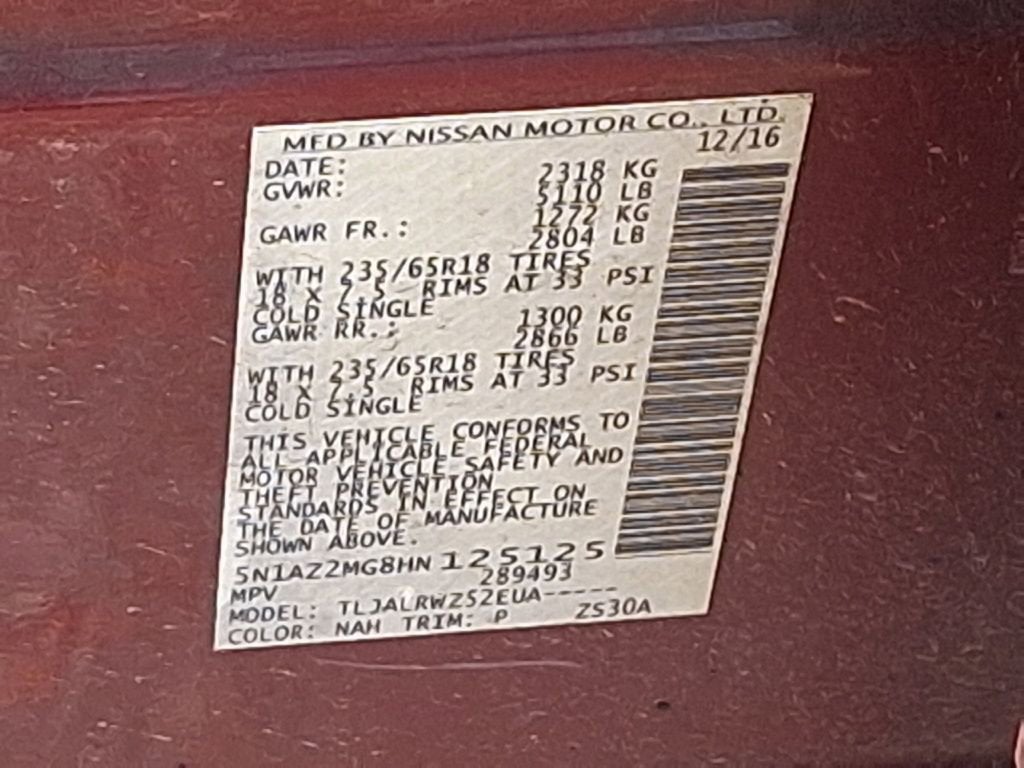 MFD BY NISSAN MOTOR CO., LTD.
DATE: 12/16
GVWR: 2318 KG
5110 LB
GAWR FR.: 1272 KG
2804 LB
WITH 235/65R18 TIRES
18 X 7.5 RIMS AT 33 PSI
COLD SINGLE
GAWR RR.: 1300 KG
2866 LB
WITH 235/65R18 TIRES
18 X 7.5 RIMS AT 33 PSI
COLD SINGLE
THIS VEHICLE CONFORMS TO
ALL APPLICABLE FEDERAL
MOTOR VEHICLE SAFETY AND
THEFT PREVENTION
STANDARDS IN EFFECT ON
THE DATE OF MANUFACTURE
SHOWN ABOVE.
5N1AZ2MG8HN125125
MPV 289493
MODEL: TLJALRWZ52EUA-----
COLOR: NAH TRIM: P ZS30A